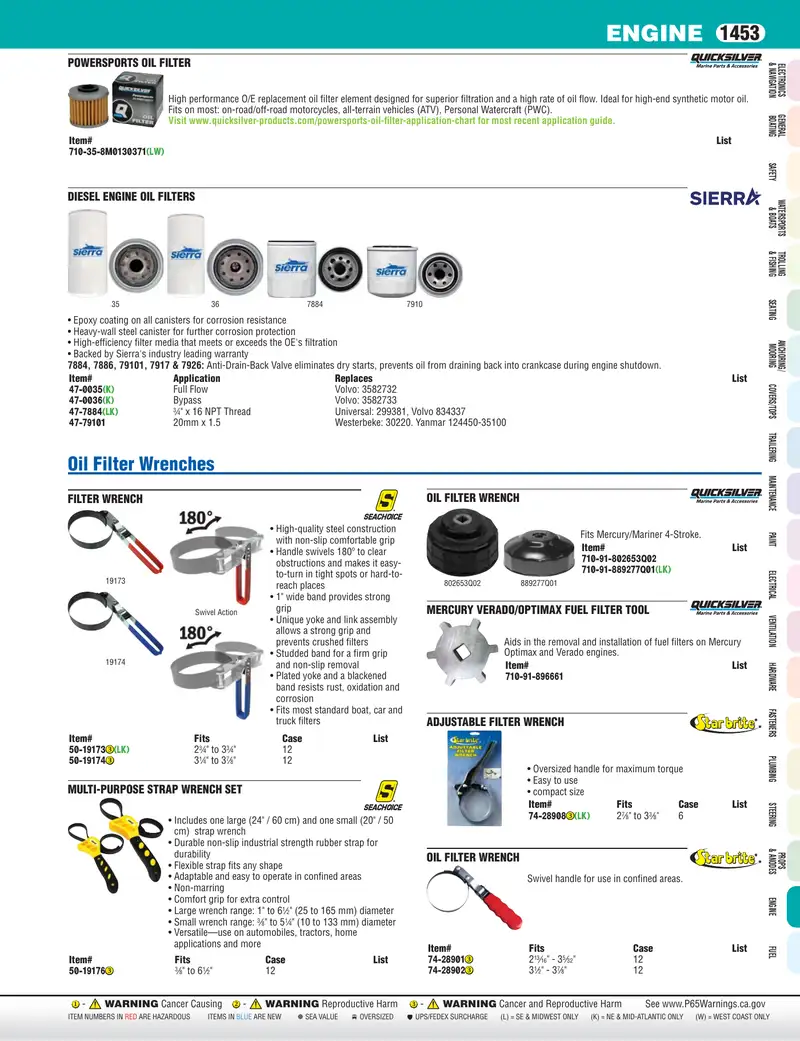 ENGINE 1453
POWERSPORTS OIL FILTER
QUICKSILVER
Marine Parts & Accessories
High performance O/E replacement oil filter element designed for superior filtration and a high rate of oil flow. Ideal for high-end synthetic motor oil.
Fits on most: on-road/off-road motorcycles, all-terrain vehicles (ATV), Personal Watercraft (PWC).
Visit www.quicksilver-products.com/powersports-oil-filter-application-chart for most recent application guide.
Item# List
710-35-8M0130371(LW)
DIESEL ENGINE OIL FILTERS
SIERRA
35 36 7884 7910
• Epoxy coating on all canisters for corrosion resistance
• Heavy-wall steel canister for further corrosion protection
• High-efficiency filter media that meets or exceeds the OE's filtration
• Backed by Sierra's industry leading warranty
7884, 7886, 79101, 7917 & 7926: Anti-Drain-Back Valve eliminates dry starts, prevents oil from draining back into crankcase during engine shutdown.
Item# Application Replaces List
47-0035(K) Full Flow Volvo: 3582732
47-0036(K) Bypass Volvo: 3582733
47-7884(LK) ¾" x 16 NPT Thread Universal: 299381, Volvo 834337
47-79101 20mm x 1.5 Westerbeke: 30220. Yanmar 124450-35100
Oil Filter Wrenches
FILTER WRENCH
SEACHOICE
180°
19173
Swivel Action
180°
19174
• High-quality steel construction
with non-slip comfortable grip
• Handle swivels 180º to clear
obstructions and makes it easy-
to-turn in tight spots or hard-to-
reach places
• 1" wide band provides strong
grip
• Unique yoke and link assembly
allows a strong grip and
prevents crushed filters
• Studded band for a firm grip
and non-slip removal
• Plated yoke and a blackened
band resists rust, oxidation and
corrosion
• Fits most standard boat, car and
truck filters
Item# Fits Case List
50-19173 3 (LK) 2¾" to 3¼" 12
50-19174 3 3¼" to 3⅞" 12
MULTI-PURPOSE STRAP WRENCH SET
SEACHOICE
• Includes one large (24" / 60 cm) and one small (20" / 50
cm) strap wrench
• Durable non-slip industrial strength rubber strap for
durability
• Flexible strap fits any shape
• Adaptable and easy to operate in confined areas
• Non-marring
• Comfort grip for extra control
• Large wrench range: 1" to 6½" (25 to 165 mm) diameter
• Small wrench range: ⅜" to 5¼" (10 to 133 mm) diameter
• Versatile—use on automobiles, tractors, home
applications and more
Item# Fits Case List
50-19176 3 ⅜" to 6½" 12
OIL FILTER WRENCH
QUICKSILVER
Marine Parts & Accessories
802653Q02 889277Q01
Fits Mercury/Mariner 4-Stroke.
Item# List
710-91-802653Q02
710-91-889277Q01(LK)
MERCURY VERADO/OPTIMAX FUEL FILTER TOOL
QUICKSILVER
Marine Parts & Accessories
Aids in the removal and installation of fuel filters on Mercury
Optimax and Verado engines.
Item# List
710-91-896661
ADJUSTABLE FILTER WRENCH
Star brite
• Oversized handle for maximum torque
• Easy to use
• compact size
Item# Fits Case List
74-28908 3 (LK) 2⅞" to 3⅝" 6
OIL FILTER WRENCH
Star brite
Swivel handle for use in confined areas.
Item# Fits Case List
74-28901 3 2¹³⁄₁₆" - 3⁵⁄₃₂" 12
74-28902 3 3½" - 3⅞" 12
ELECTRONICS & NAVIGATION
GENERAL BOATING
SAFETY
WATERSPORTS & BOATS
TROLLING & FISHING
SEATING
ANCHORING/ MOORING
COVERS/TOPS
TRAILERING
MAINTENANCE
PAINT
ELECTRICAL
VENTILATION
HARDWARE
FASTENERS
PLUMBING
STEERING
PROPS & ANODES
ENGINE
FUEL
1 - WARNING Cancer Causing 2 - WARNING Reproductive Harm 3 - WARNING Cancer and Reproductive Harm See www.P65Warnings.ca.gov
ITEM NUMBERS IN RED ARE HAZARDOUS ITEMS IN BLUE ARE NEW SEA VALUE OVERSIZED UPS/FEDEX SURCHARGE (L) = SE & MIDWEST ONLY (K) = NE & MID-ATLANTIC ONLY (W) = WEST COAST ONLY